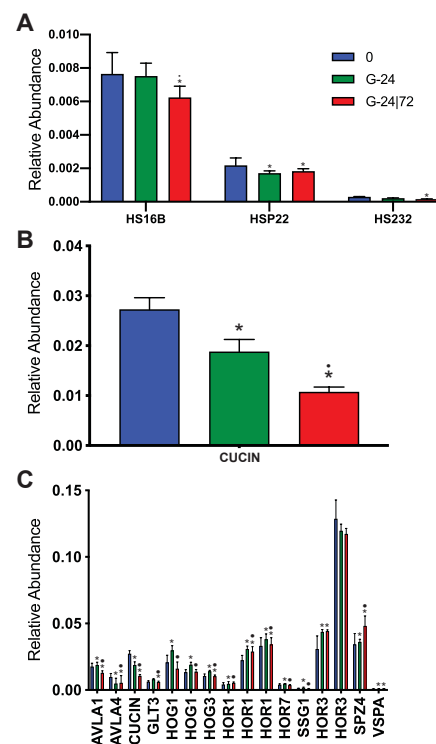 A
Relative Abundance
0.010
0.008
0.006
0.004
0.002
0.000
0
G-24
G-24|72
*
*
*
*
HS16B HSP22 HS232
B
Relative Abundance
0.04
0.03
0.02
0.01
0.00
*
*
CUCIN
C
Relative Abundance
0.15
0.10
0.05
0.00
AVLA1
AVLA4
CUCIN
GLT3
HOG1
HOG1
HOG3
HOR1
HOR1
HOR1
HOR7
SSG1
HOR3
HOR3
SPZ4
VSPA